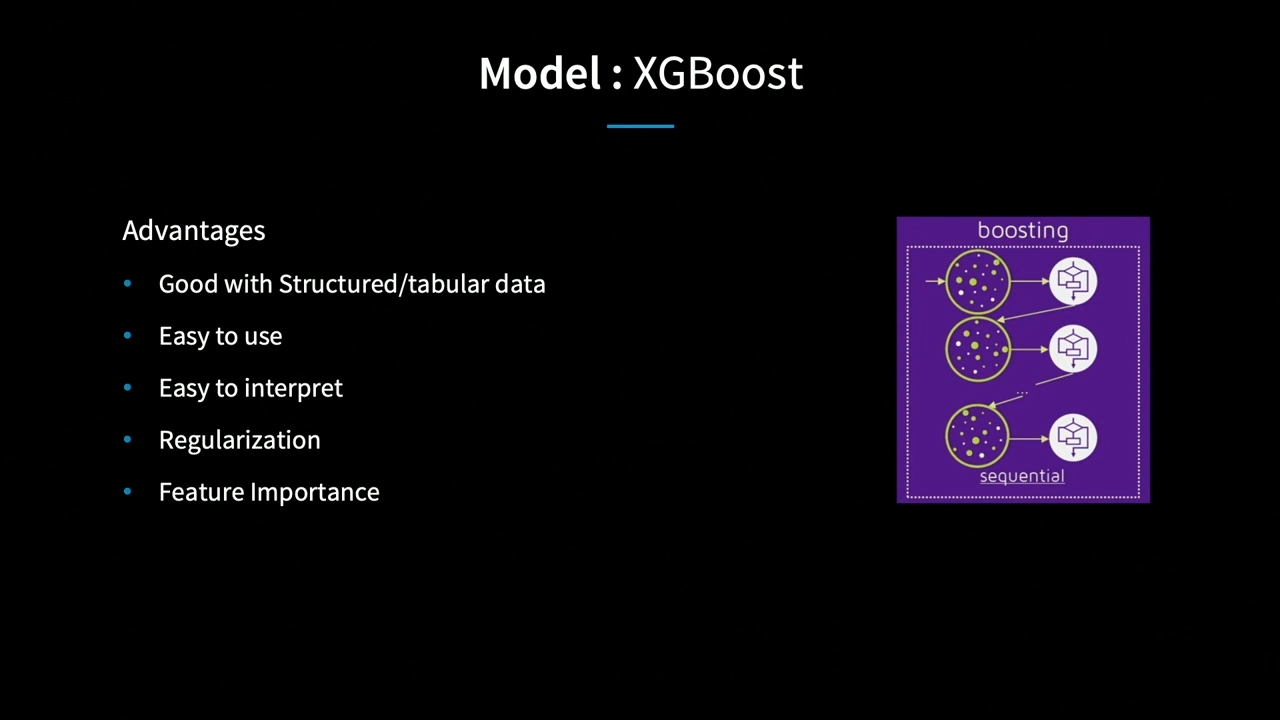 Model : XGBoost
Advantages
• Good with Structured/tabular data
• Easy to use
• Easy to interpret
• Regularization
• Feature Importance
boosting
...
sequential